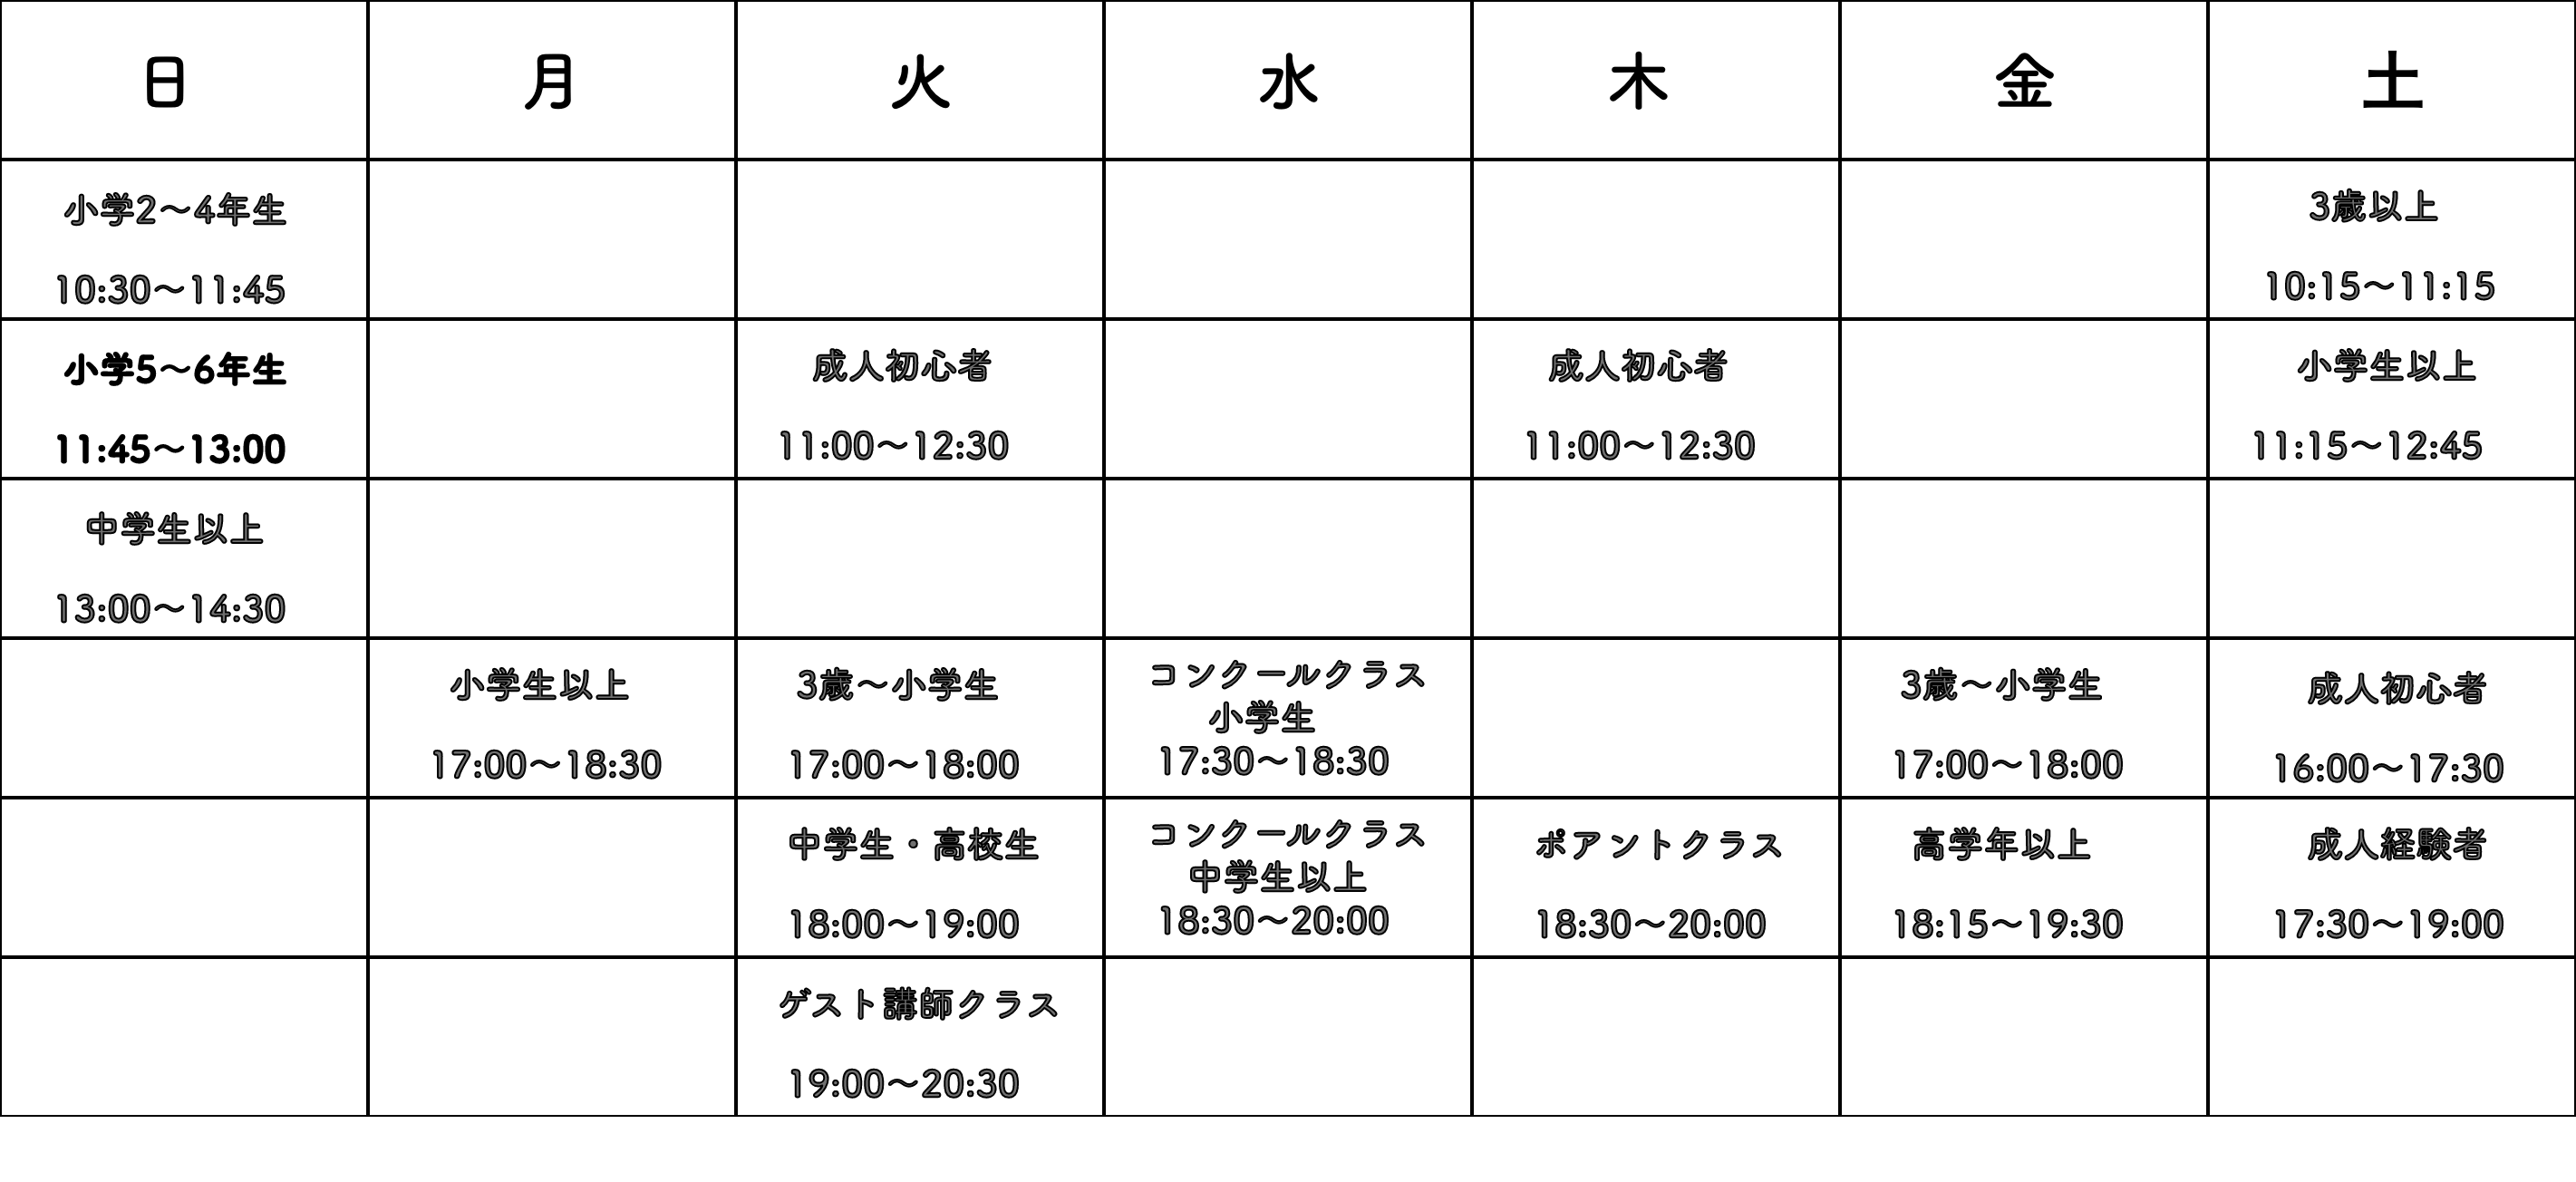 日 月 火 水 木 金 土
小学2〜4年生
10:30〜11:45
3歳以上
10:15〜11:15
小学5〜6年生
11:45〜13:00
成人初心者
11:00〜12:30
成人初心者
11:00〜12:30
小学生以上
11:15〜12:45
中学生以上
13:00〜14:30
小学生以上
17:00〜18:30
3歳〜小学生
17:00〜18:00
コンクールクラス
小学生
17:30〜18:30
3歳〜小学生
17:00〜18:00
成人初心者
16:00〜17:30
中学生・高校生
18:00〜19:00
コンクールクラス
中学生以上
18:30〜20:00
ポアントクラス
18:30〜20:00
高学年以上
18:15〜19:30
成人経験者
17:30〜19:00
ゲスト講師クラス
19:00〜20:30